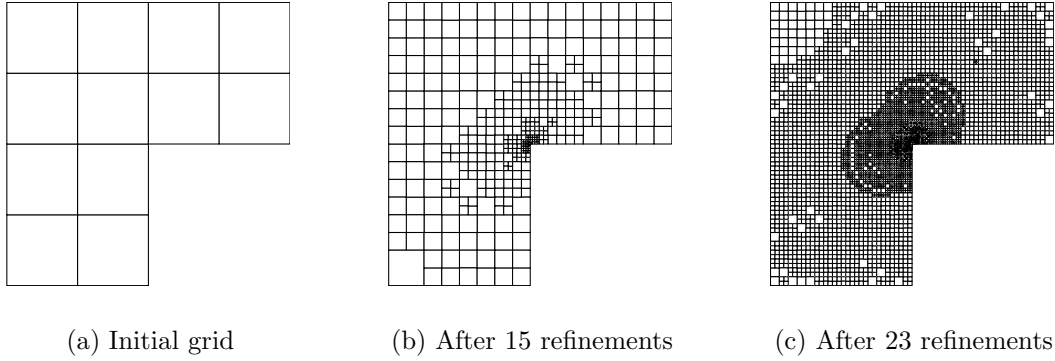 (a) Initial grid
(b) After 15 refinements
(c) After 23 refinements